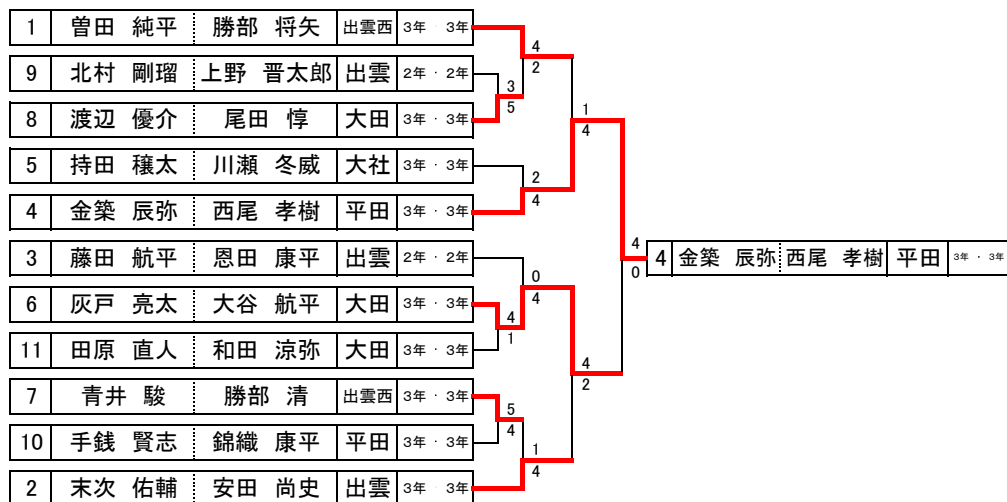 1 曽田 純平 勝部 将矢 出雲西 3年 3年
4
2
9 北村 剛瑠 上野 晋太郎 出雲 2年・2年
3
5
1
4
8 渡辺 優介 尾田 惇 大田 3年・3年
5 持田 穣太 川瀬 冬威 大社 3年・3年
2
4
4 金築 辰弥 西尾 孝樹 平田 3年・3年
3 藤田 航平 恩田 康平 出雲 2年・2年
4
0
4 金築 辰弥 西尾 孝樹 平田 3年・3年
0
4
6 灰戸 亮太 大谷 航平 大田 3年・3年
4
1
11 田原 直人 和田 涼弥 大田 3年・3年
4
2
7 青井 駿 勝部 清 出雲西 3年・3年
5
4
10 手銭 賢志 錦織 康平 平田 3年・3年
1
4
2 末次 佑輔 安田 尚史 出雲 3年・3年